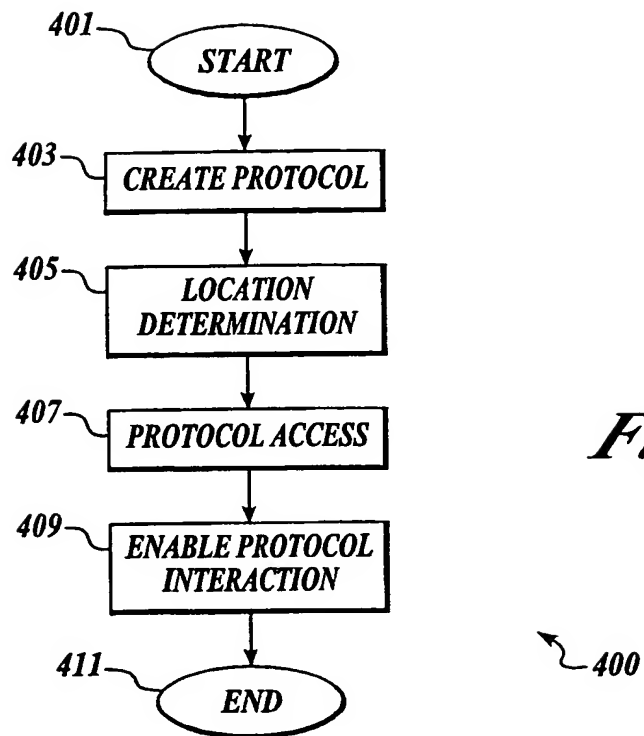 401
START
403
CREATE PROTOCOL
405
LOCATION
DETERMINATION
407
PROTOCOL ACCESS
409
ENABLE PROTOCOL
INTERACTION
411
END
400